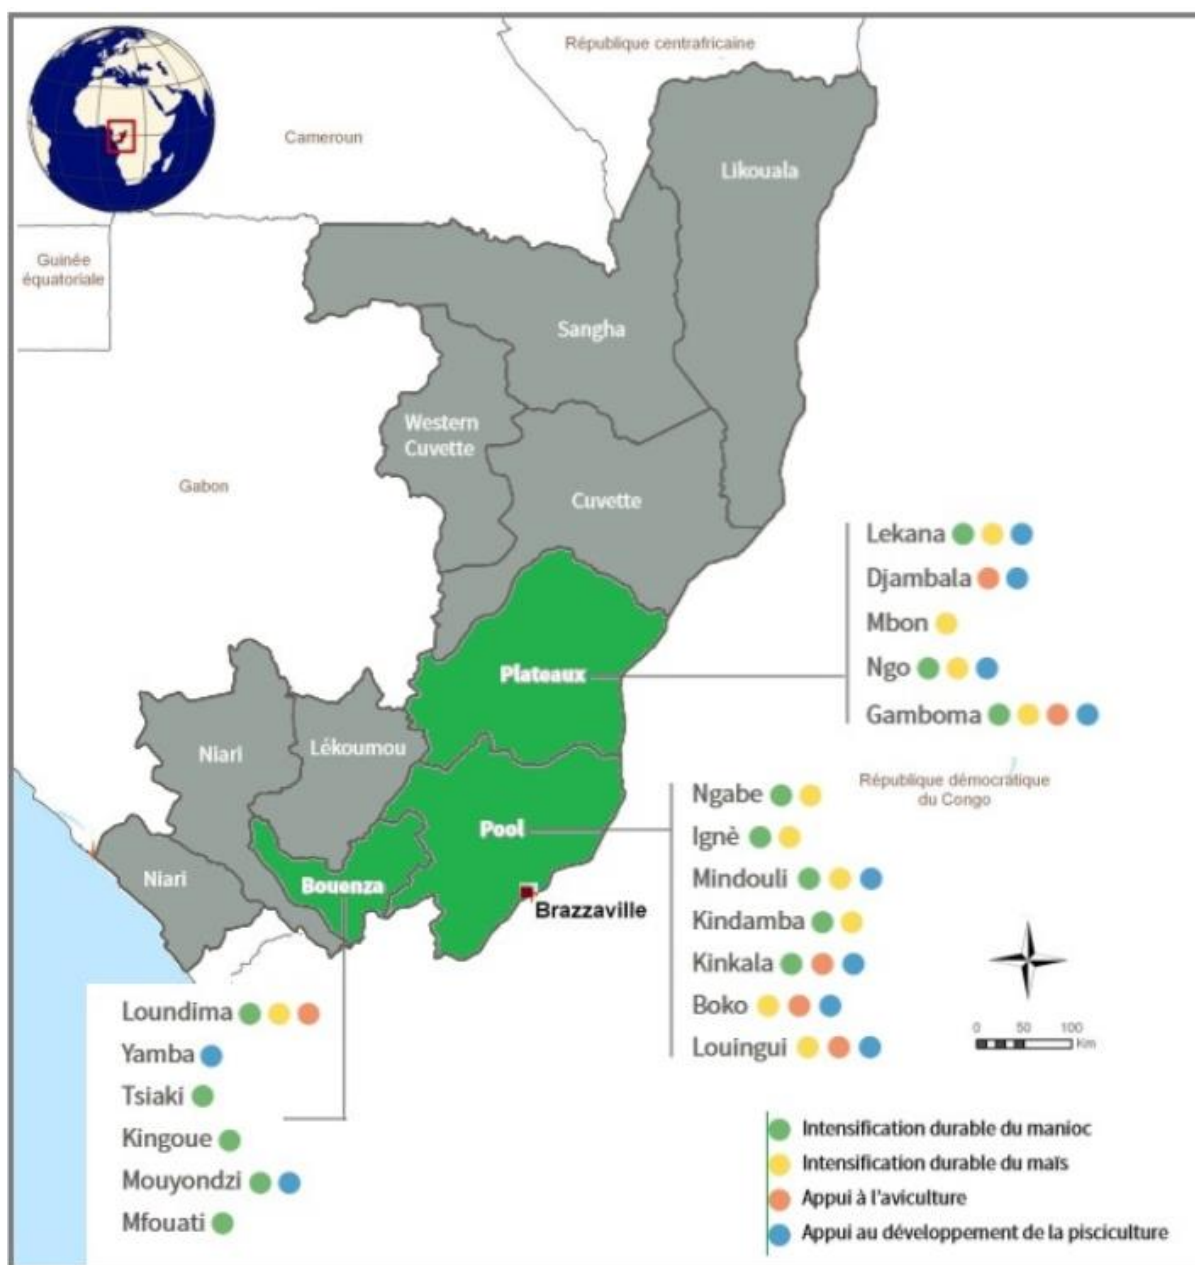 République centrafricaine
Cameroun
Likouala
Guinée
équatoriale
Sangha
Western
Cuvette
Gabon
Cuvette
Lekana
Djambala
Mbon
Ngo
Gamboma
Plateaux
Niari
Lékoumou
République démocratique
du Congo
Ngabe
Ignè
Mindouli
Kindamba
Kinkala
Boko
Louingui
Pool
Niari
Bouenza
Brazzaville
0 50 100
Km
Loundima
Yamba
Tsiaki
Kingoue
Mouyondzi
Mfouati
Intensification durable du manioc
Intensification durable du maïs
Appui à l'aviculture
Appui au développement de la pisciculture